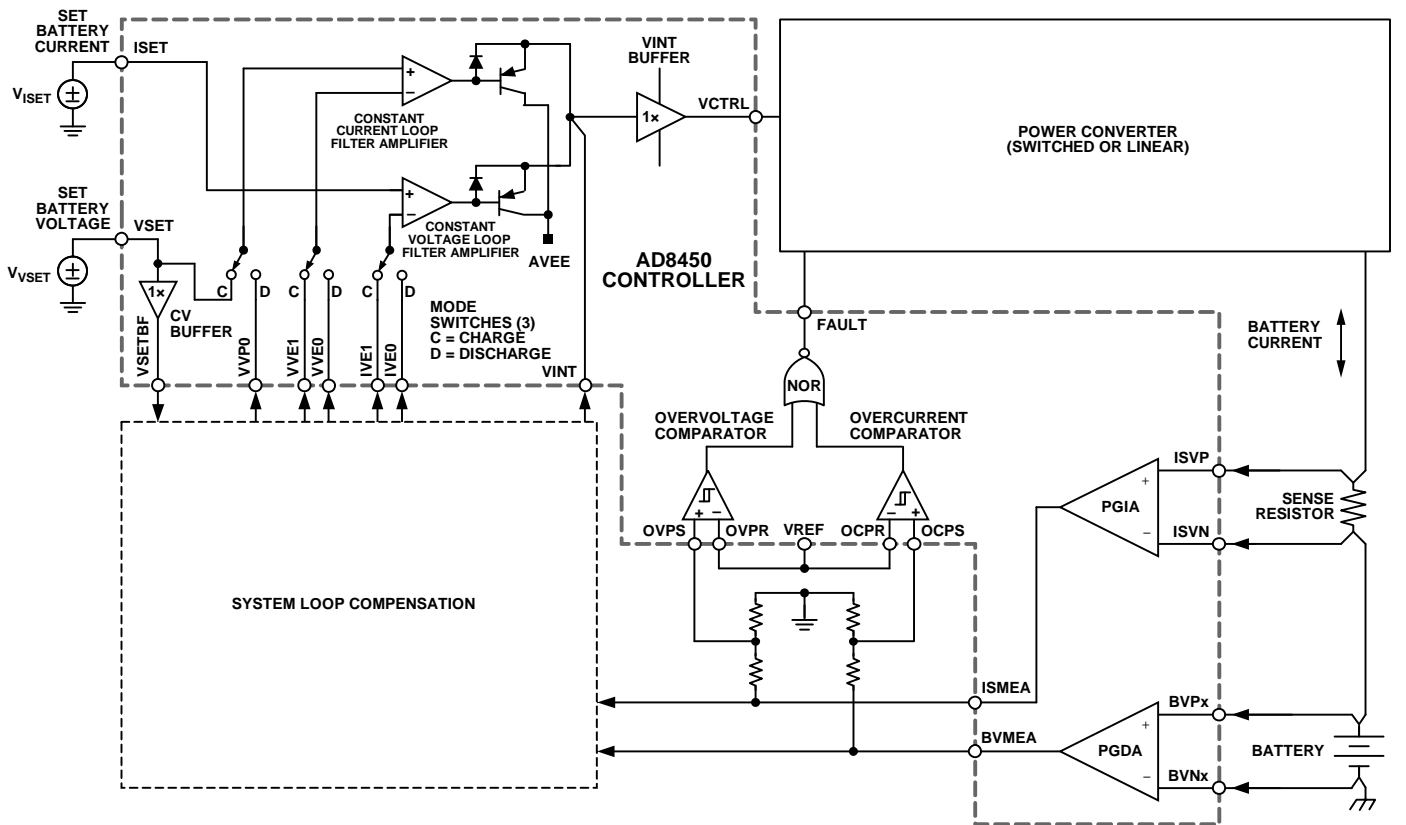 SET
BATTERY
CURRENT
ISET
VISET
±
SET
BATTERY
VOLTAGE
VSET
VVSET
±
+
−
CONSTANT
CURRENT LOOP
FILTER AMPLIFIER
+
−
CONSTANT
VOLTAGE LOOP
FILTER AMPLIFIER
AVEE
VINT
BUFFER
1×
VCTRL
POWER CONVERTER
(SWITCHED OR LINEAR)
AD8450
CONTROLLER
1×
CV
BUFFER
C
D
C
D
C
D
MODE
SWITCHES (3)
C = CHARGE
D = DISCHARGE
VSETBF
VVP0
VVE1
VVE0
IVE1
IVE0
VINT
FAULT
NOR
BATTERY
CURRENT
OVERVOLTAGE
COMPARATOR
OVERCURRENT
COMPARATOR
+ −
− +
OVPS
OVPR
VREF
OCPR
OCPS
ISVP
+
PGIA
−
ISVN
SENSE
RESISTOR
SYSTEM LOOP COMPENSATION
ISMEA
BVMEA
BVPx
+
PGDA
−
BVNx
BATTERY